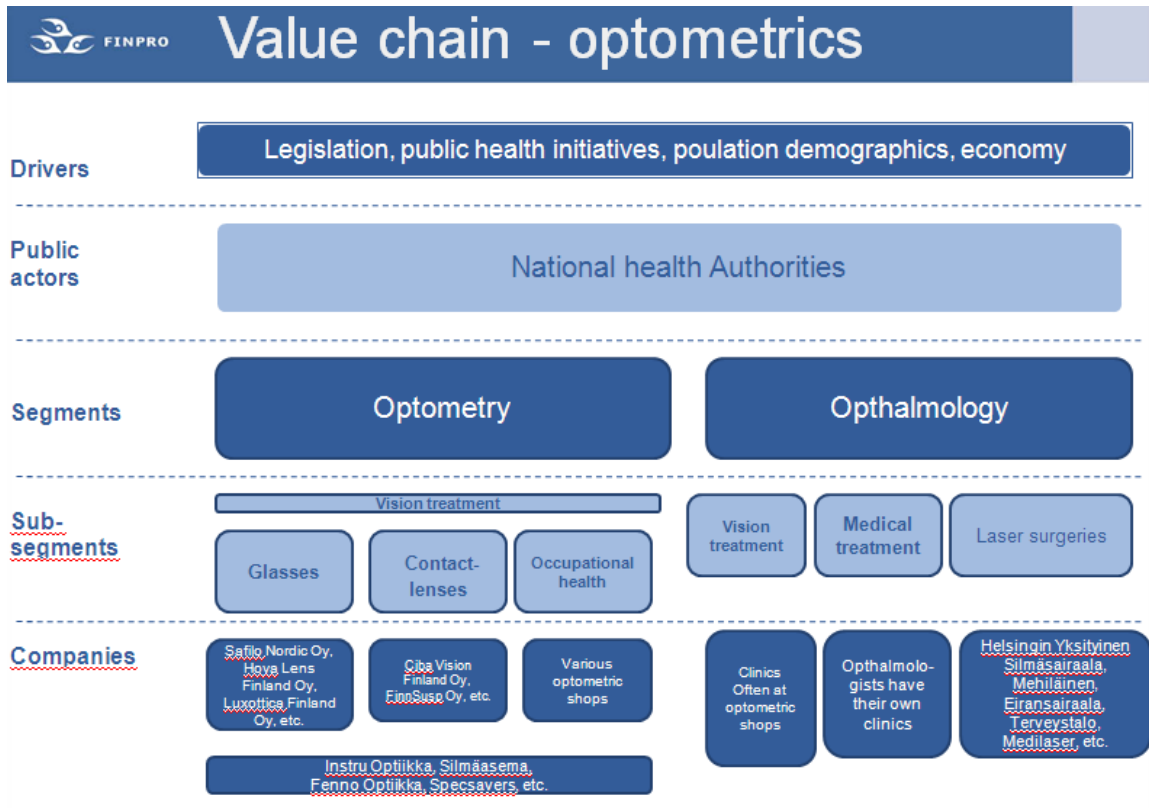 FINPRO
Value chain - optometrics
Drivers
Legislation, public health initiatives, poulation demographics, economy
Public
actors
National health Authorities
Segments
Optometry
Opthalmology
Sub-
segments
Vision treatment
Glasses
Contact-
lenses
Occupational
health
Vision
treatment
Medical
treatment
Laser surgeries
Companies
Safilo Nordic Oy,
Hoya Lens
Finland Oy,
Luxottica Finland
Oy, etc.
Ciba Vision
Finland Oy,
FinnSusp Oy, etc.
Various
optometric
shops
Clinics
Often at
optometric
shops
Opthalmolo-
gists have
their own
clinics
Helsingin Yksityinen
Silmäsairaala,
Mehiläinen,
Eiransairaala,
Terveystalo,
Medilaser, etc.
Instru Optiikka, Silmäasema,
Fenno Optiikka, Specsavers, etc.